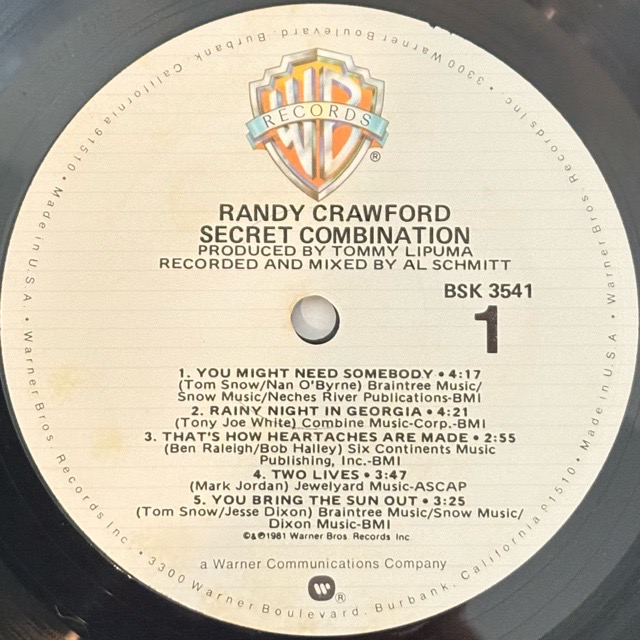 WB
RECORDS
®
RANDY CRAWFORD
SECRET COMBINATION
PRODUCED BY TOMMY LIPUMA
RECORDED AND MIXED BY AL SCHMITT
BSK 3541
1
1. YOU MIGHT NEED SOMEBODY • 4:17
(Tom Snow/Nan O'Byrne) Braintree Music/
Snow Music/Neches River Publications-BMI
2. RAINY NIGHT IN GEORGIA • 4:21
(Tony Joe White) Combine Music-Corp.-BMI
3. THAT'S HOW HEARTACHES ARE MADE • 2:55
(Ben Raleigh/Bob Halley) Six Continents Music
Publishing, Inc.-BMI
4. TWO LIVES • 3:47
(Mark Jordan) Jewelyard Music-ASCAP
5. YOU BRING THE SUN OUT • 3:25
(Tom Snow/Jesse Dixon) Braintree Music/Snow Music/
Dixon Music-BMI
©&℗1981 Warner Bros. Records Inc
a Warner Communications Company
®
3300 Warner Boulevard, Burbank, California 91510 • Made in U.S.A. • Warner Bros. Records Inc. • 3300 Warner Boulevard, Burbank, California 91510 • Made in U.S.A. • Warner Bros. Records Inc. •